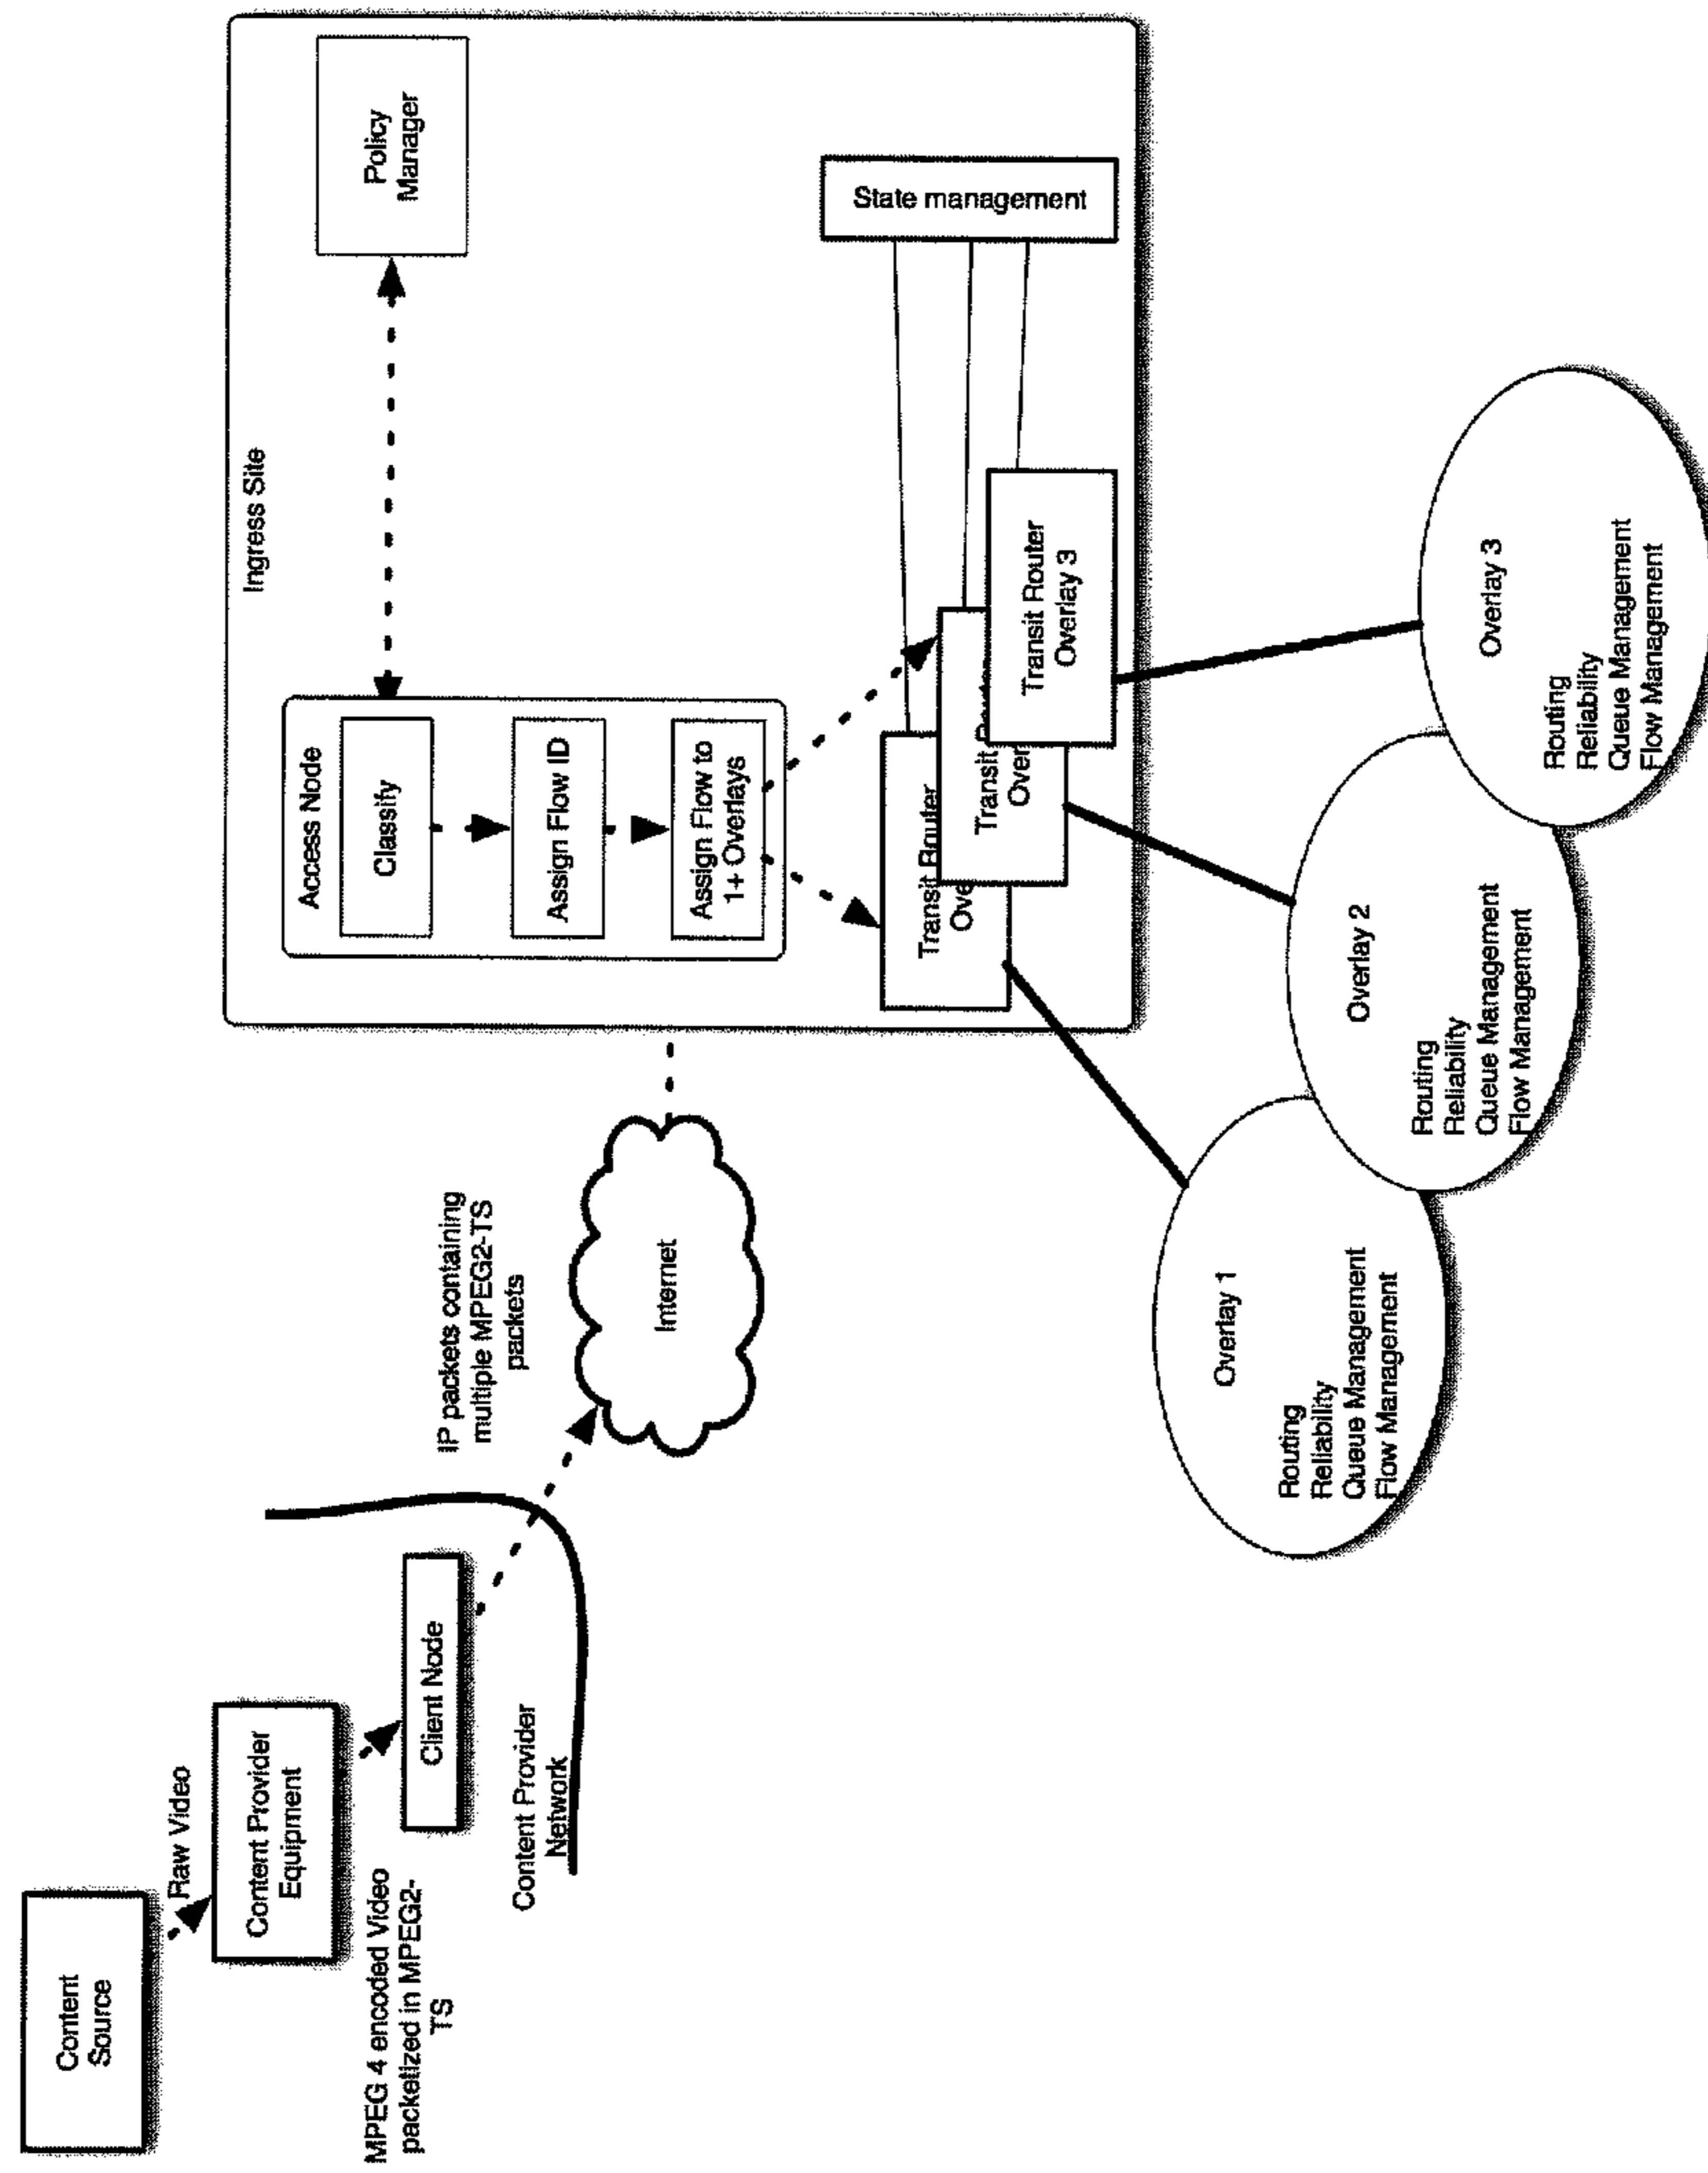 Content
Source
Raw Video
Content Provider
Equipment
MPEG 4 encoded Video
packetized in MPEG2-
TS
Client Node
Content Provider
Network
IP packets containing
multiple MPEG2-TS
packets
Internet
Ingress Site
Access Node
Classify
Assign Flow ID
Assign Flow to
1+ Overlays
Policy
Manager
State management
Transit Router
Transit
Transit Router
Overlay 3
Overlay 1
Routing
Reliability
Queue Management
Flow Management
Overlay 2
Routing
Reliability
Queue Management
Flow Management
Overlay 3
Routing
Reliability
Queue Management
Flow Management